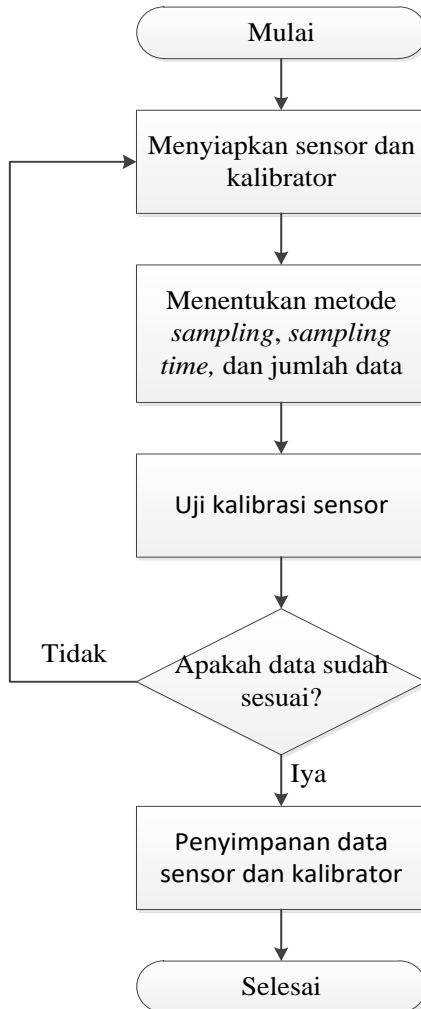 Mulai
Menyiapkan sensor dan
kalibrator
Menentukan metode
sampling, sampling
time, dan jumlah data
Uji kalibrasi sensor
Tidak
Apakah data sudah
sesuai?
Iya
Penyimpanan data
sensor dan kalibrator
Selesai